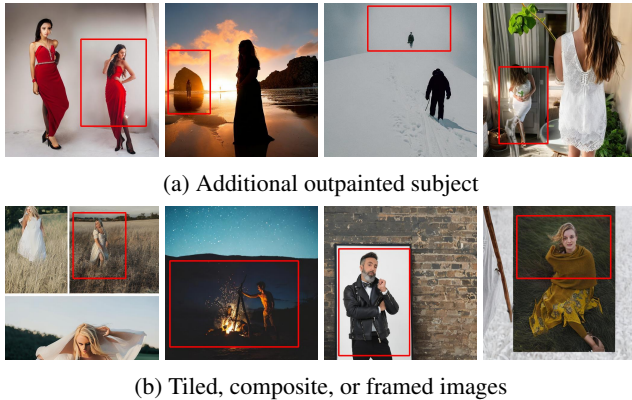 (a) Additional outpainted subject
(b) Tiled, composite, or framed images